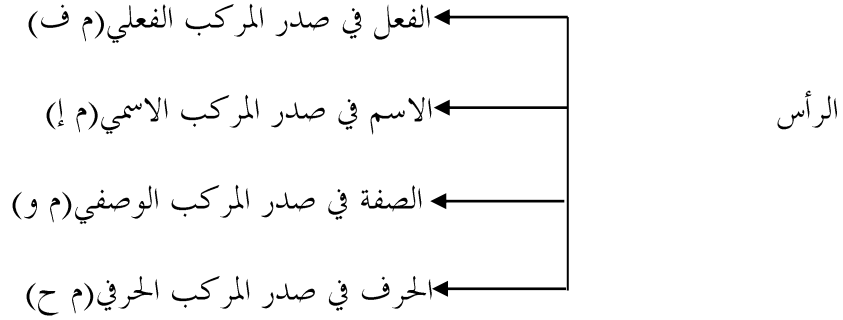 الفعل في صدر المركب الفعلي(م ف)
الرأس
الاسم في صدر المركب الاسمي(م إ)
الصفة في صدر المركب الوصفي(م و)
الحرف في صدر المركب الحرفي(م ح)